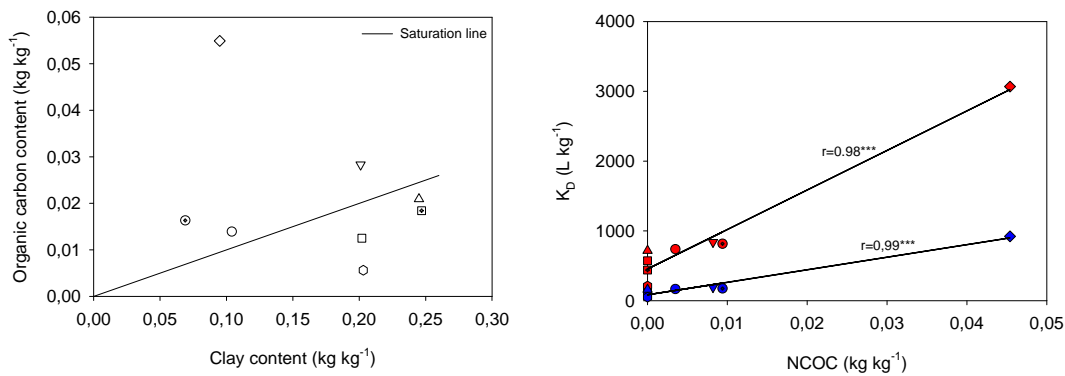 0,06
0,05
0,04
0,03
0,02
0,01
0,00
Organic carbon content (kg kg⁻¹)
Saturation line
0,00 0,05 0,10 0,15 0,20 0,25 0,30
Clay content (kg kg⁻¹)
4000
3000
2000
1000
0
K_D (L kg⁻¹)
r=0.98***
r=0,99***
0,00 0,01 0,02 0,03 0,04 0,05
NCOC (kg kg⁻¹)